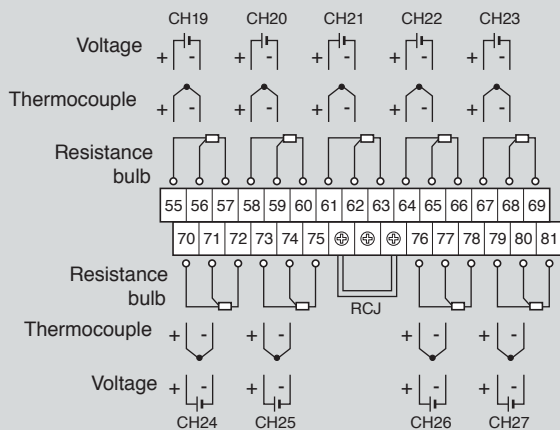 CH19 CH20 CH21 CH22 CH23
Voltage + - + - + - + - + -
Thermocouple + - + - + - + - + -
Resistance
bulb
55 56 57 58 59 60 61 62 63 64 65 66 67 68 69
70 71 72 73 74 75 76 77 78 79 80 81
Resistance
bulb
RCJ
Thermocouple + - + - + - + -
Voltage + - + - + - + -
CH24 CH25 CH26 CH27